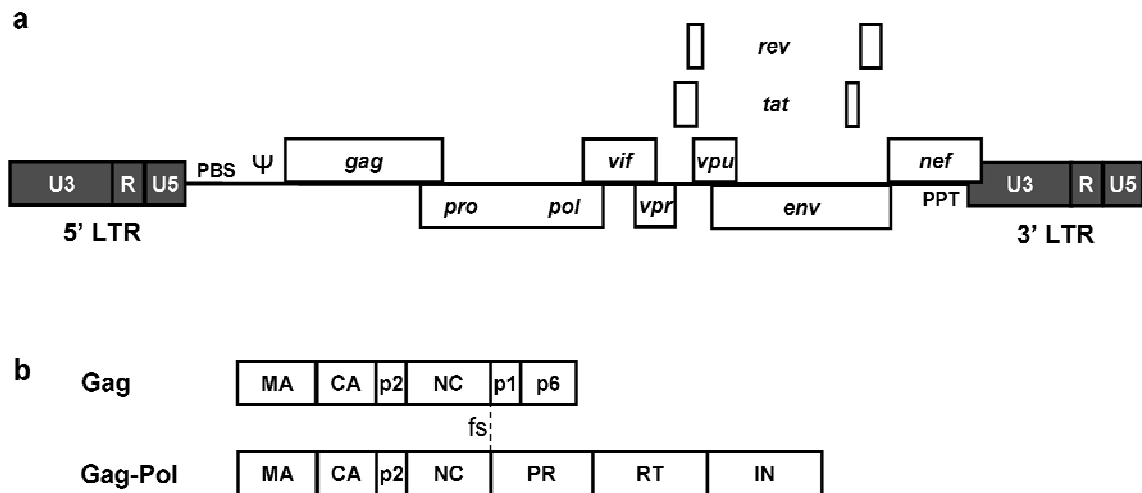 a
rev
tat
PBS Ψ gag vif vpu nef
U3 R U5 pro pol vpr env PPT U3 R U5
5’ LTR 3’ LTR
b Gag MA CA p2 NC p1 p6
fs
Gag-Pol MA CA p2 NC PR RT IN